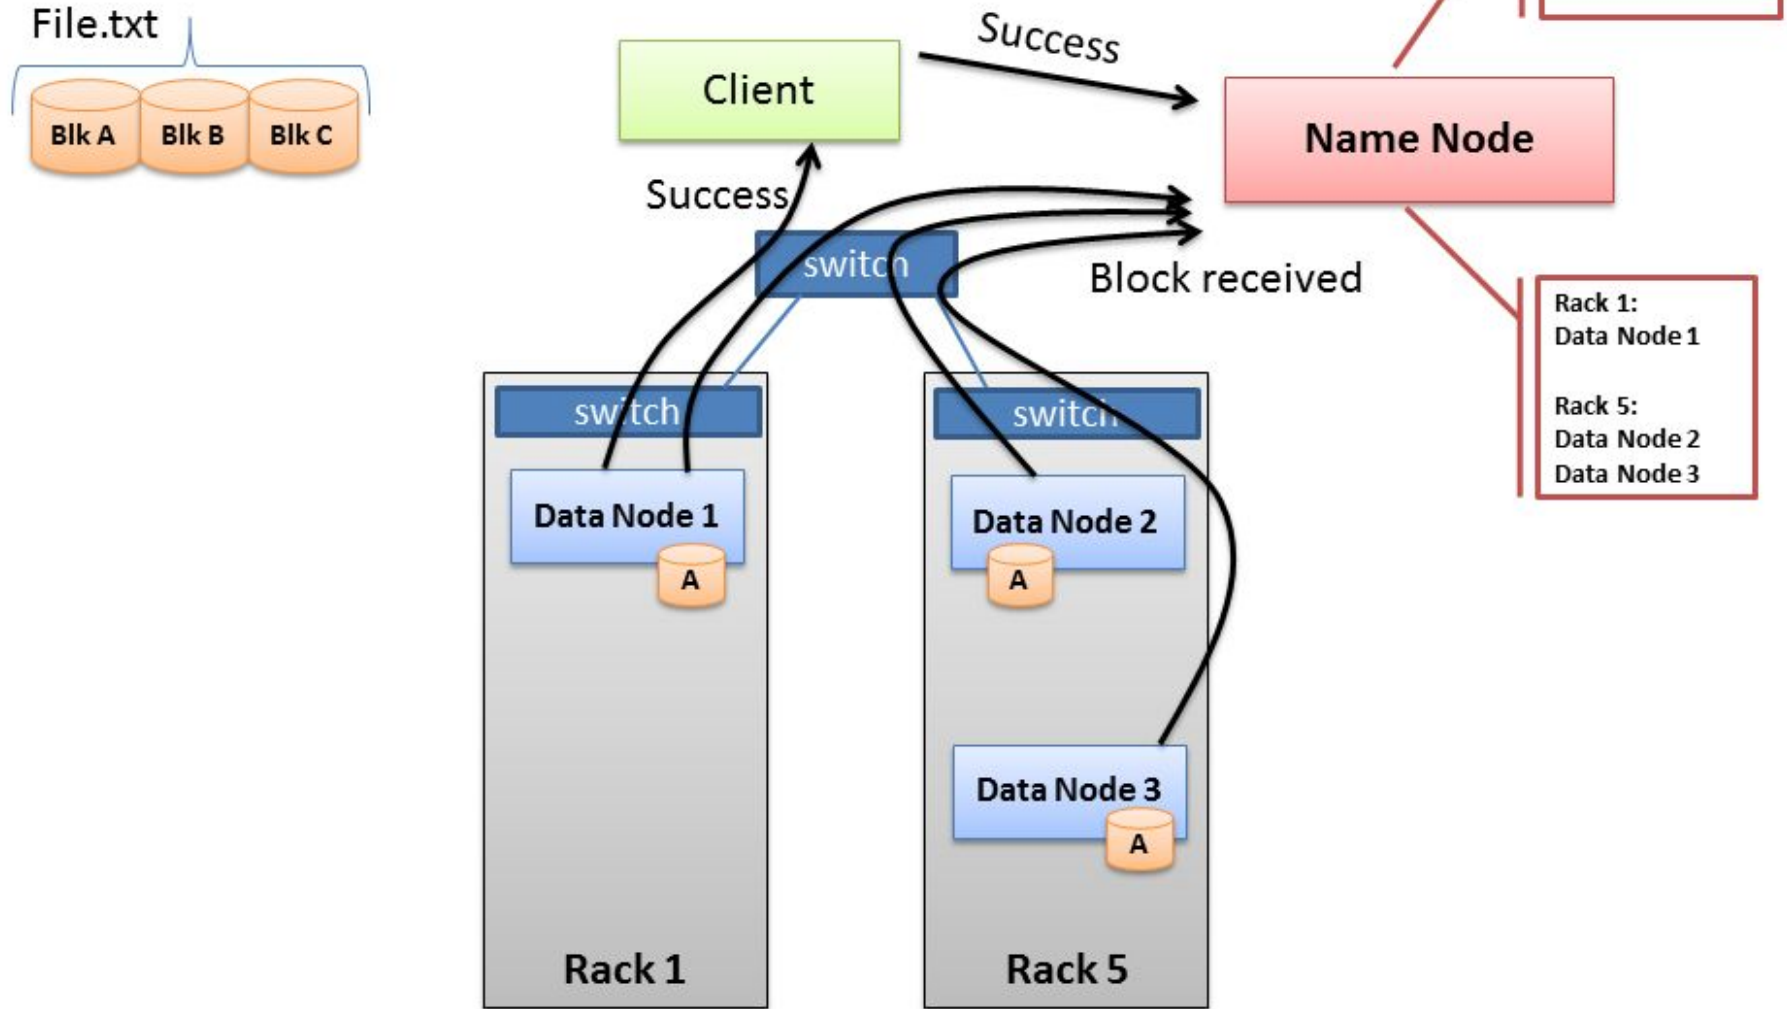 File.txt
Blk A
Blk B
Blk C
Client
Success
Name Node
Success
switch
Block received
Rack 1:
Data Node 1
Rack 5:
Data Node 2
Data Node 3
switch
switch
Data Node 1
A
Data Node 2
A
Data Node 3
A
Rack 1
Rack 5